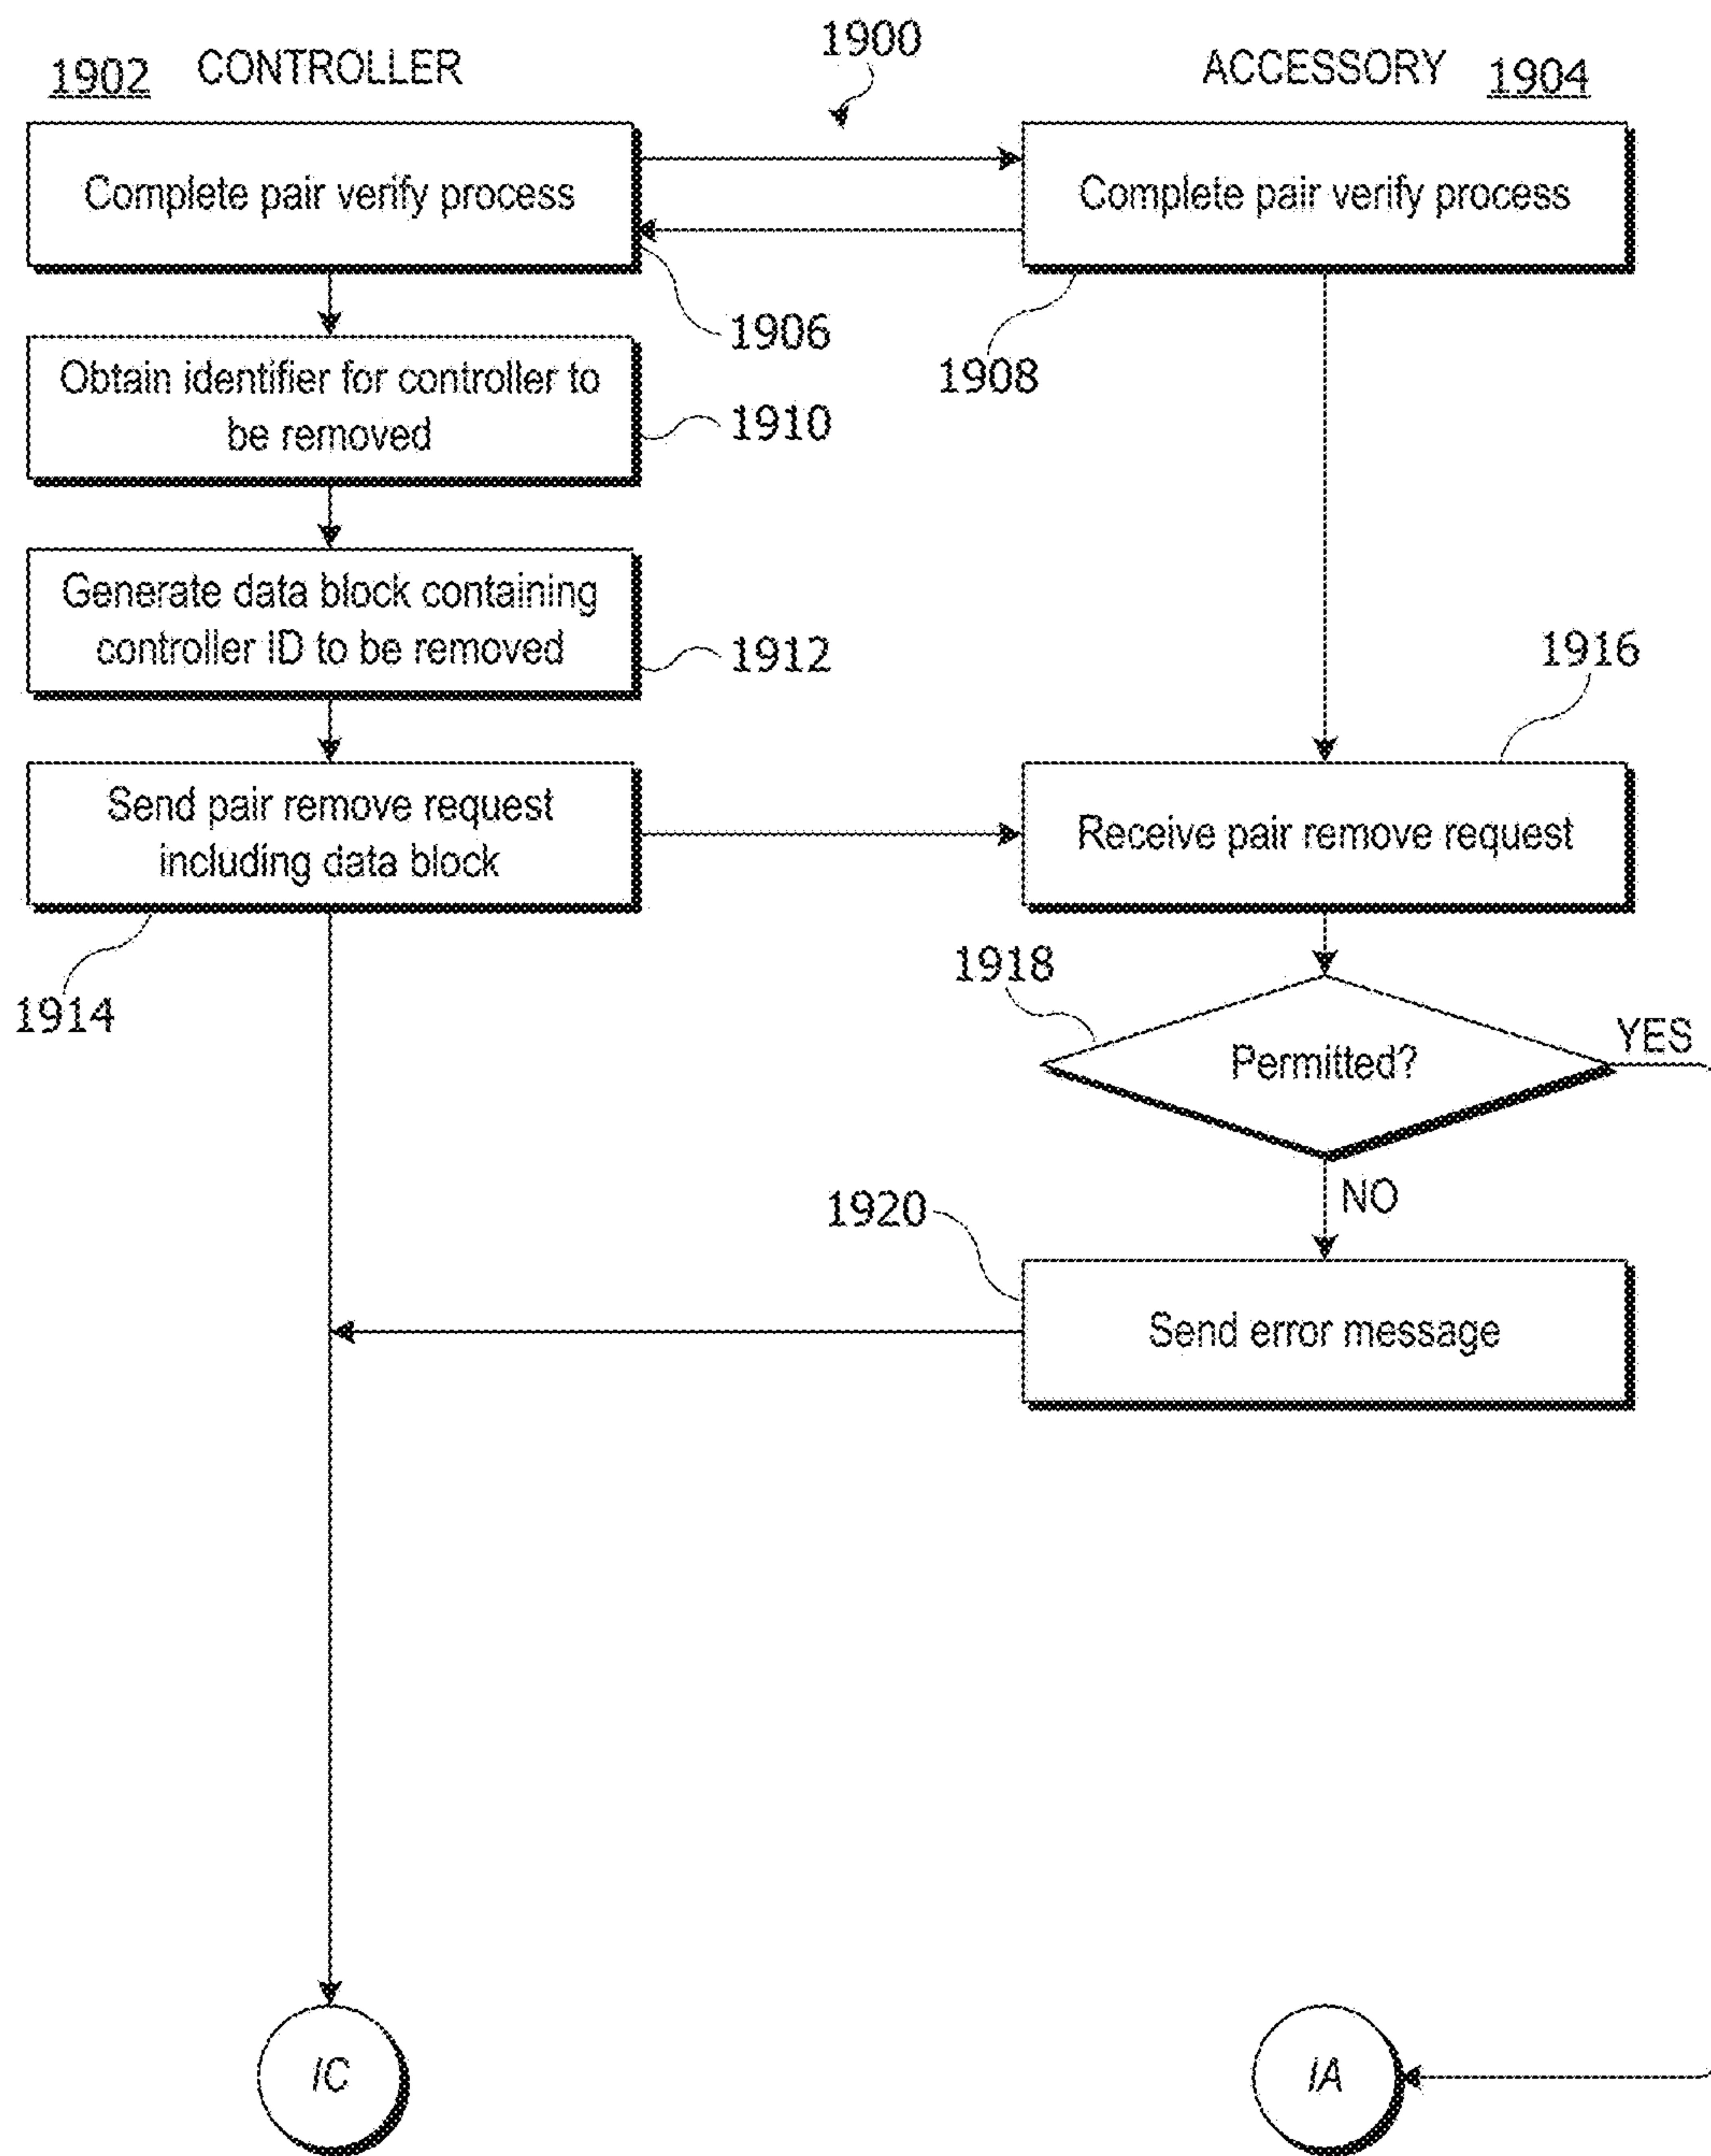 1900
1902 CONTROLLER
ACCESSORY 1904
Complete pair verify process
Complete pair verify process
1906
1908
Obtain identifier for controller to
be removed
1910
Generate data block containing
controller ID to be removed
1912
1916
Send pair remove request
including data block
Receive pair remove request
1914
1918
Permitted?
YES
NO
1920
Send error message
IC
IA